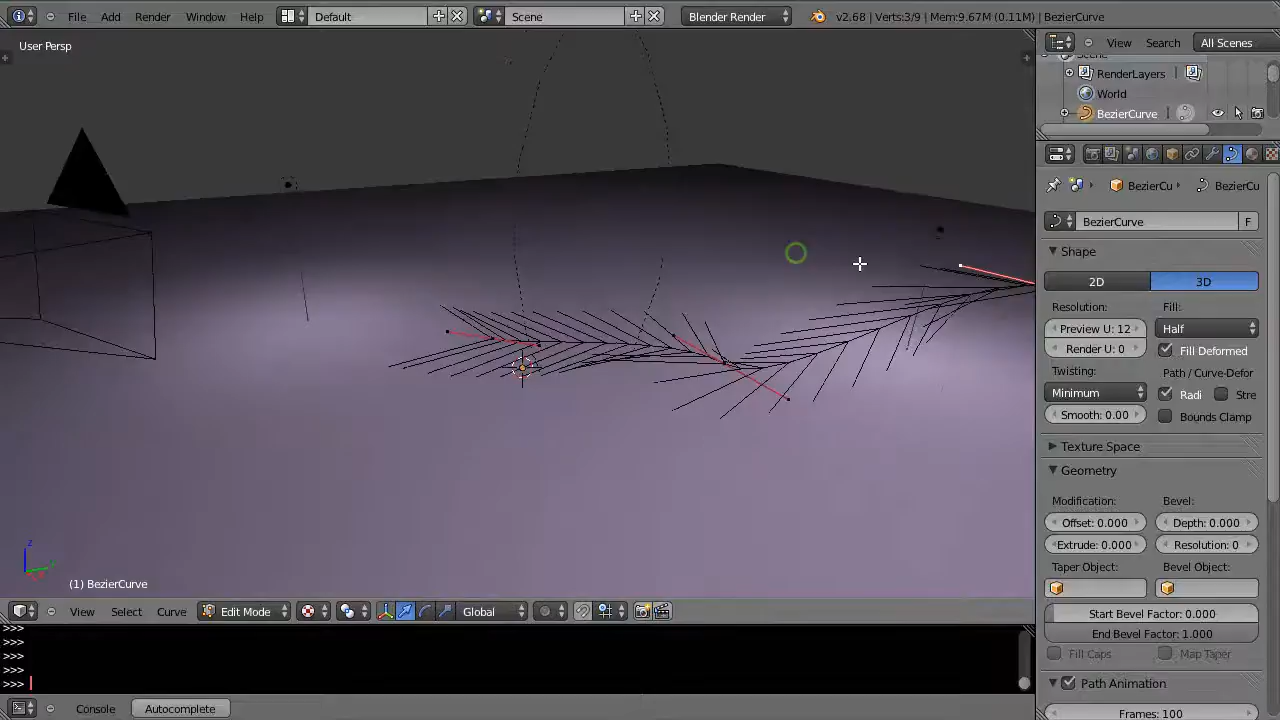 File Add Render Window Help Default Scene Blender Render v2.68 | Verts:3/9 | Mem:9.67M (0.11M) | BezierCurve
User Persp
View Search All Scenes
RenderLayers
World
BezierCurve
BezierCu BezierCu
BezierCurve F
Shape
2D 3D
Resolution: Fill:
Preview U: 12 Half
Render U: 0 Fill Deformed
Twisting: Path / Curve-Defor
Minimum Radi Stre
Smooth: 0.00 Bounds Clamp
Texture Space
Geometry
Modification: Bevel:
Offset: 0.000 Depth: 0.000
Extrude: 0.000 Resolution: 0
Taper Object: Bevel Object:
Start Bevel Factor: 0.000
End Bevel Factor: 1.000
Fill Caps Map Taper
Path Animation
Frames: 100
z
(1) BezierCurve
View Select Curve Edit Mode Global
>>>
>>>
>>>
>>>
>>>
Console Autocomplete